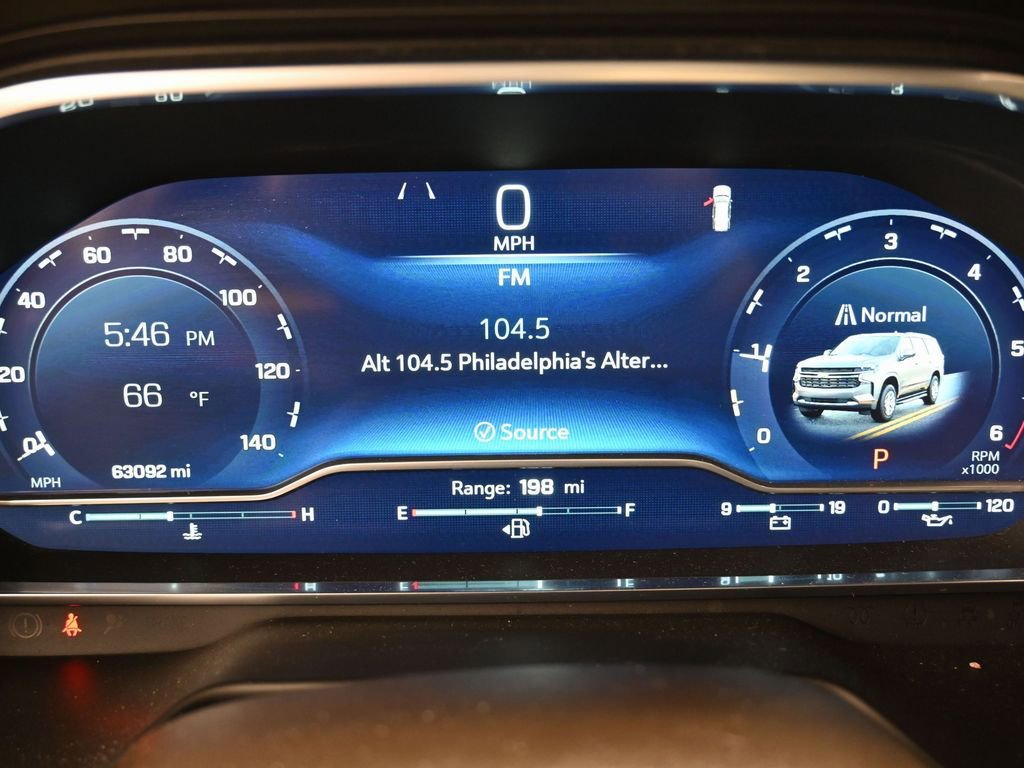 0
MPH
FM
104.5
Alt 104.5 Philadelphia's Alter...
Source
20
40
60
80
100
120
140
0
MPH
5:46 PM
66 °F
63092 mi
0
1
2
3
4
5
6
RPM
x1000
Normal
P
Range: 198 mi
C H
E F
9 19
0 120